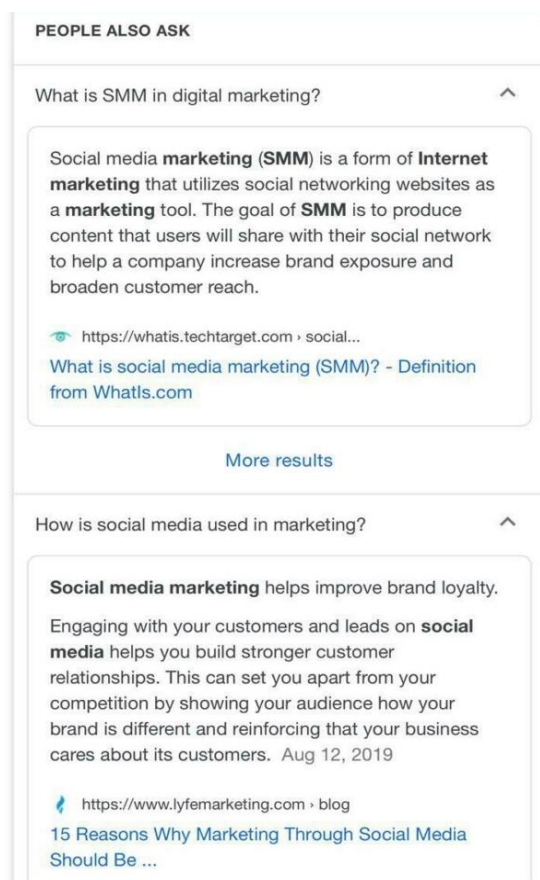 PEOPLE ALSO ASK
What is SMM in digital marketing?
Social media marketing (SMM) is a form of Internet
marketing that utilizes social networking websites as
a marketing tool. The goal of SMM is to produce
content that users will share with their social network
to help a company increase brand exposure and
broaden customer reach.
https://whatis.techtarget.com › social...
What is social media marketing (SMM)? - Definition
from WhatIs.com
More results
How is social media used in marketing?
Social media marketing helps improve brand loyalty.
Engaging with your customers and leads on social
media helps you build stronger customer
relationships. This can set you apart from your
competition by showing your audience how your
brand is different and reinforcing that your business
cares about its customers. Aug 12, 2019
https://www.lyfemarketing.com › blog
15 Reasons Why Marketing Through Social Media
Should Be ...